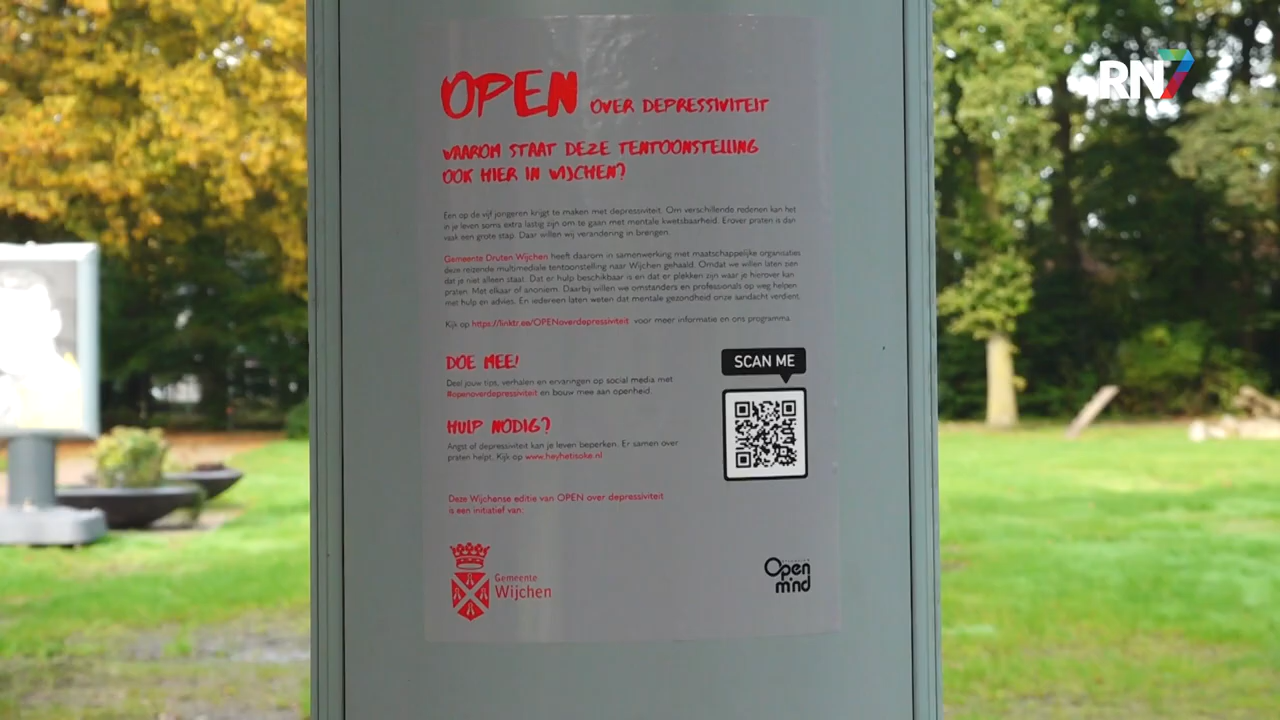 RN7
OPEN OVER DEPRESSIVITEIT
WAAROM STAAT DEZE TENTOONSTELLING
OOK HIER IN WIJCHEN?
Een op de vijf jongeren krijgt te maken met depressiviteit. Om verschillende redenen kan het
in je leven soms extra lastig zijn om te gaan met mentale kwetsbaarheid. Erover praten is dan
vaak een grote stap. Daar willen wij verandering in brengen.
Gemeente Druten Wijchen heeft daarom in samenwerking met maatschappelijke organisaties
deze reizende multimediale tentoonstelling naar Wijchen gehaald. Omdat we willen laten zien
dat je niet alleen staat. Dat er hulp beschikbaar is en dat er plekken zijn waar je hierover kan
praten. Met elkaar of anoniem. Daarbij willen we omstanders en professionals op weg helpen
met hulp en advies. En iedereen laten weten dat mentale gezondheid onze aandacht verdient.
Kijk op https://linktr.ee/OPENoverdepressiviteit voor meer informatie en ons programma.
DOE MEE!
Deel jouw tips, verhalen en ervaringen op social media met
#openoverdepressiviteit en bouw mee aan openheid.
SCAN ME
HULP NODIG?
Angst of depressiviteit kan je leven beperken. Er samen over
praten helpt. Kijk op www.heyhetisoke.nl
Deze Wijchense editie van OPEN over depressiviteit
is een initiatief van:
Gemeente
Wijchen
Open
mind